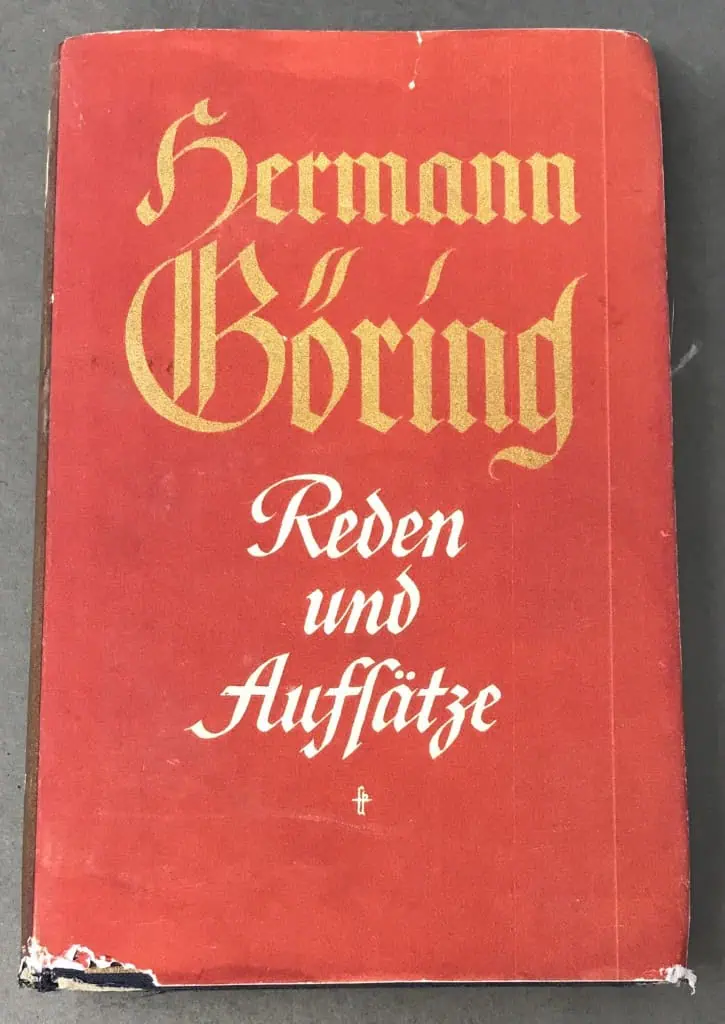 Hermann
Göring
Reden
und
Aufsätze